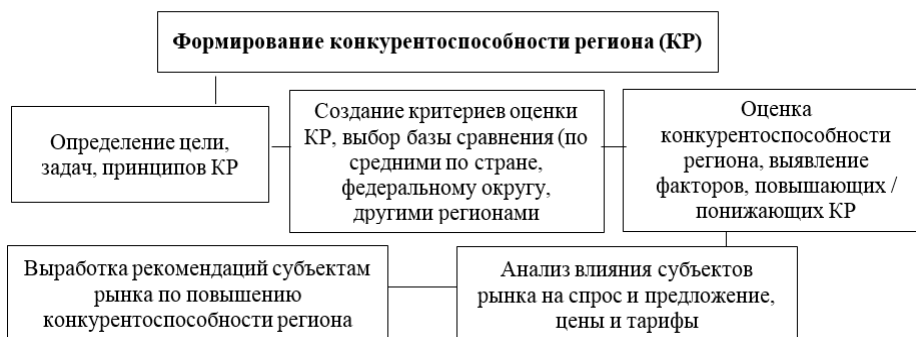 Формирование конкурентоспособности региона (КР)
Определение цели,
задач, принципов КР
Создание критериев оценки
КР, выбор базы сравнения (по
средними по стране,
федеральному округу,
другими регионами
Оценка
конкурентоспособности
региона, выявление
факторов, повышающих /
понижающих КР
Выработка рекомендаций субъектам
рынка по повышению
конкурентоспособности региона
Анализ влияния субъектов
рынка на спрос и предложение,
цены и тарифы